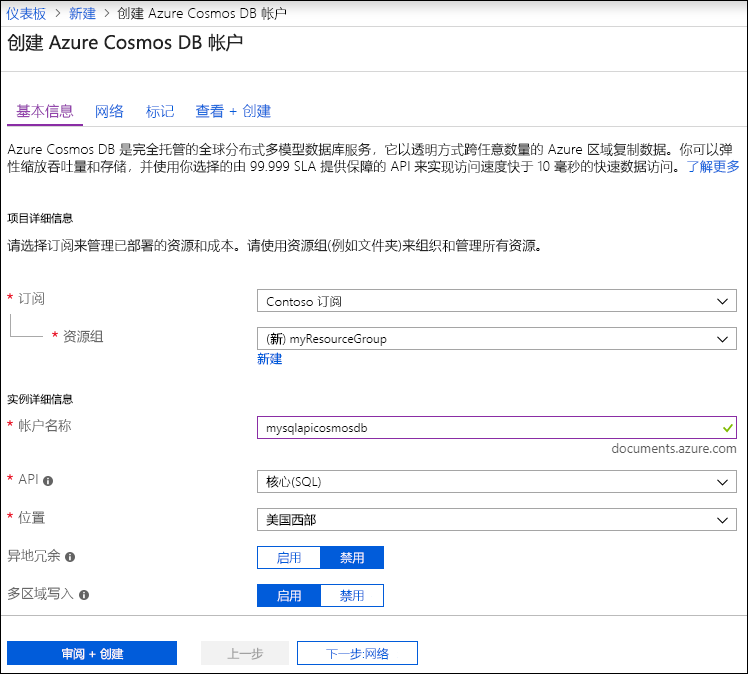 仪表板 > 新建 > 创建 Azure Cosmos DB 帐户
创建 Azure Cosmos DB 帐户
基本信息 网络 标记 查看 + 创建
Azure Cosmos DB 是完全托管的全球分布式多模型数据库服务，它以透明方式跨任意数量的 Azure 区域复制数据。你可以弹
性缩放吞吐量和存储，并使用你选择的由 99.999 SLA 提供保障的 API 来实现访问速度快于 10 毫秒的快速数据访问。了解更多
项目详细信息
请选择订阅来管理已部署的资源和成本。请使用资源组(例如文件夹)来组织和管理所有资源。
* 订阅 Contoso 订阅
* 资源组 (新) myResourceGroup
新建
实例详细信息
* 帐户名称 mysqlapicosmosdb
documents.azure.com
* API 核心(SQL)
* 位置 美国西部
异地冗余 启用 禁用
多区域写入 启用 禁用
审阅 + 创建 上一步 下一步:网络